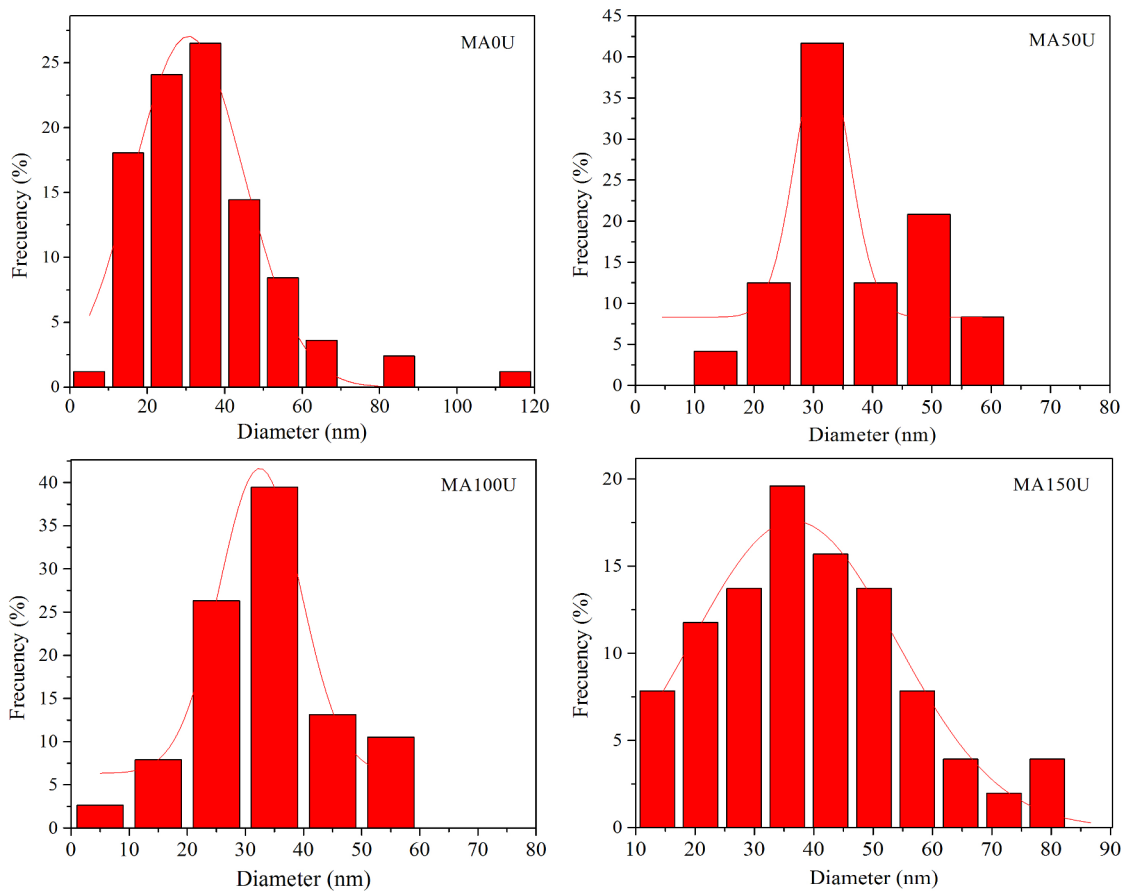 MA0U
Frecuency (%)
25
20
15
10
5
0
0 20 40 60 80 100 120
Diameter (nm)
MA50U
Frecuency (%)
45
40
35
30
25
20
15
10
5
0
0 10 20 30 40 50 60 70 80
Diameter (nm)
MA100U
Frecuency (%)
40
35
30
25
20
15
10
5
0
0 10 20 30 40 50 60 70 80
Diameter (nm)
MA150U
Frecuency (%)
20
15
10
5
0
10 20 30 40 50 60 70 80 90
Diameter (nm)